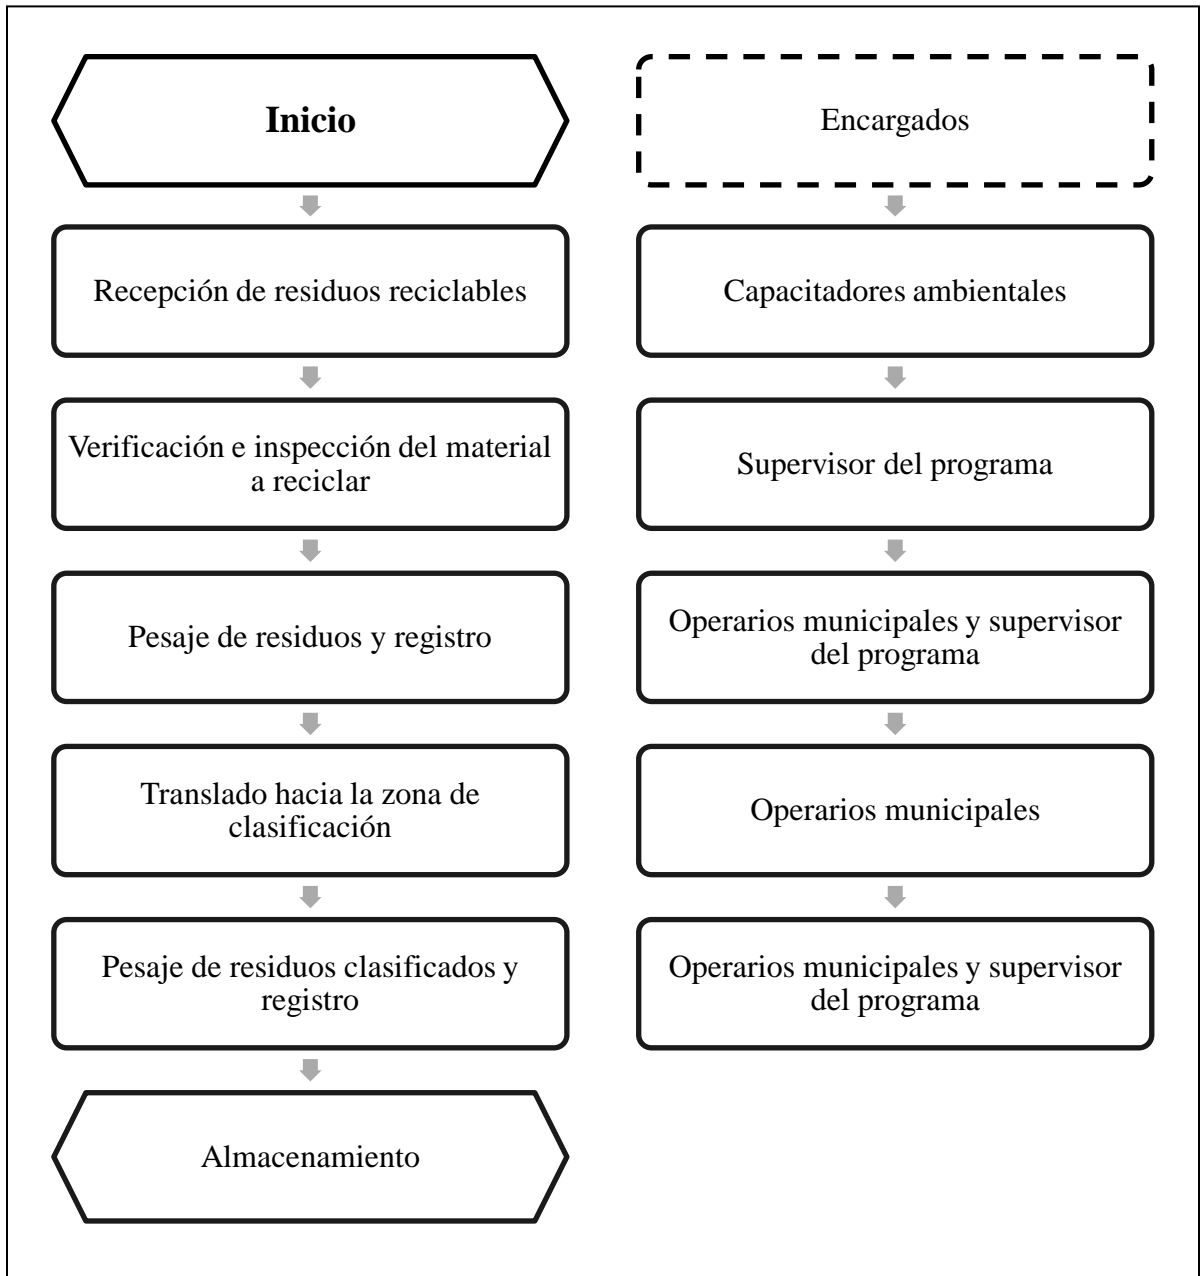 Inicio
Encargados
Recepción de residuos reciclables
Capacitadores ambientales
Verificación e inspección del material
a reciclar
Supervisor del programa
Pesaje de residuos y registro
Operarios municipales y supervisor
del programa
Translado hacia la zona de
clasificación
Operarios municipales
Pesaje de residuos clasificados y
registro
Operarios municipales y supervisor
del programa
Almacenamiento